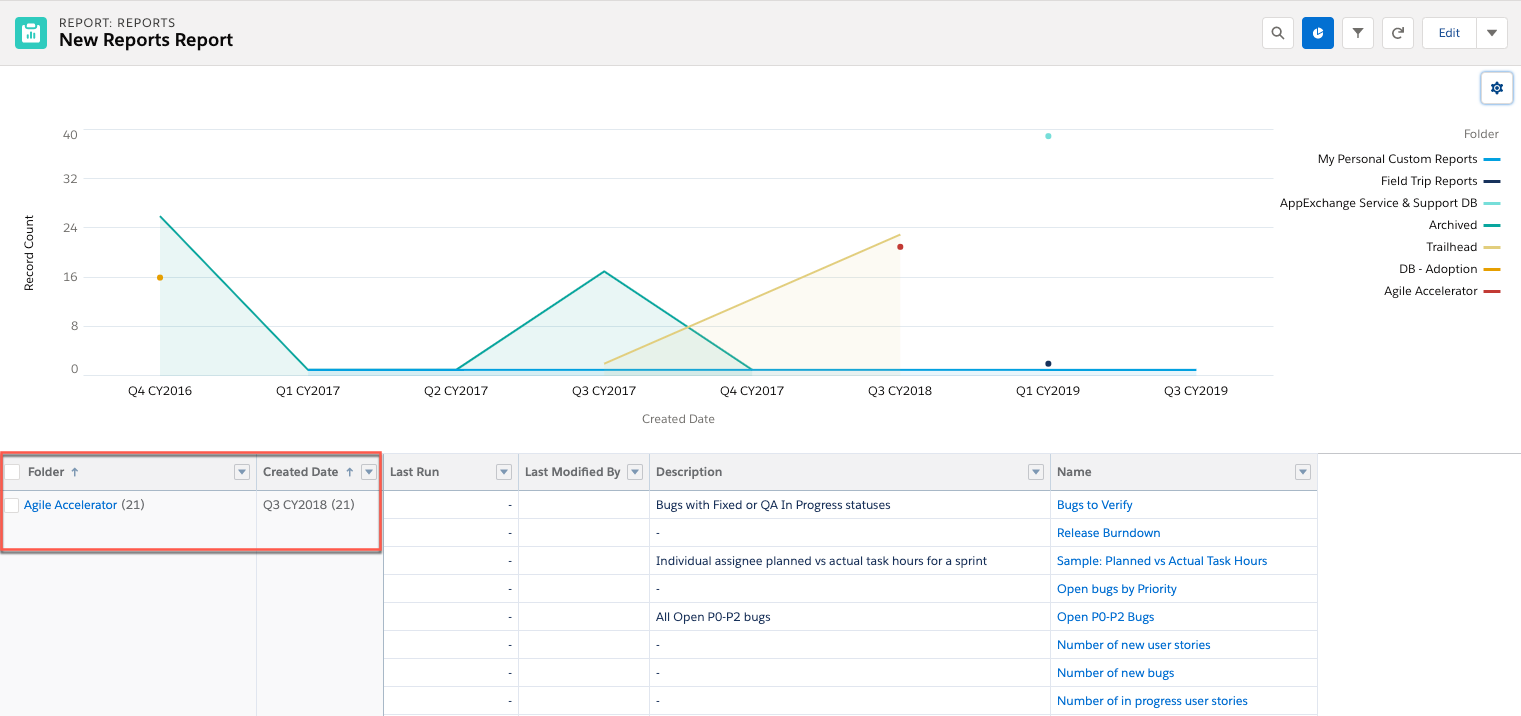 REPORT: REPORTS
New Reports Report
Edit
40
32
24
16
8
0
Record Count
Q4 CY2016 Q1 CY2017 Q2 CY2017 Q3 CY2017 Q4 CY2017 Q3 CY2018 Q1 CY2019 Q3 CY2019
Created Date
Folder
My Personal Custom Reports
Field Trip Reports
AppExchange Service & Support DB
Archived
Trailhead
DB - Adoption
Agile Accelerator
Folder ↑ Created Date ↑ Last Run Last Modified By Description Name
Agile Accelerator (21) Q3 CY2018 (21) - Bugs with Fixed or QA In Progress statuses Bugs to Verify
- - Release Burndown
- Individual assignee planned vs actual task hours for a sprint Sample: Planned vs Actual Task Hours
- - Open bugs by Priority
- All Open P0-P2 bugs Open P0-P2 Bugs
- - Number of new user stories
- - Number of new bugs
- - Number of in progress user stories